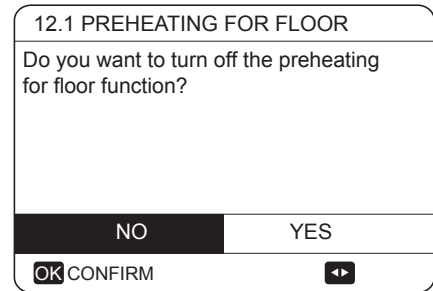 12.1 PREHEATING FOR FLOOR
Do you want to turn off the preheating
for floor function?
NO YES
OK CONFIRM